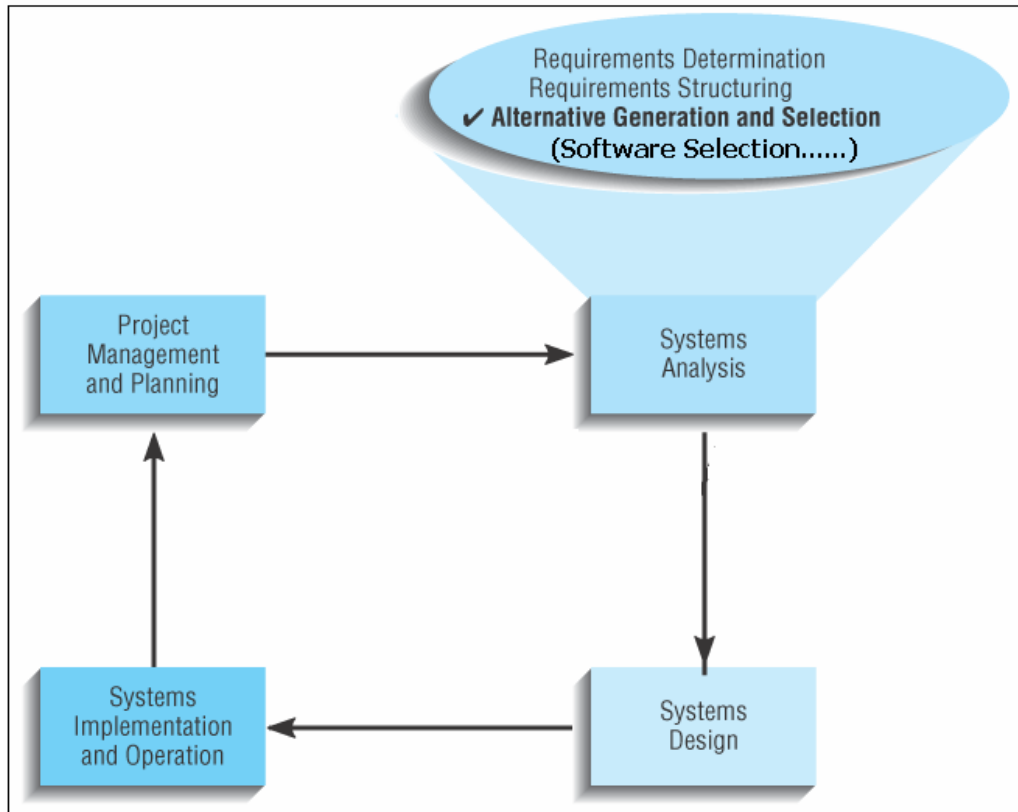 Requirements Determination
Requirements Structuring
✔ Alternative Generation and Selection
(Software Selection......)
Project
Management
and Planning
Systems
Analysis
Systems
Implementation
and Operation
Systems
Design